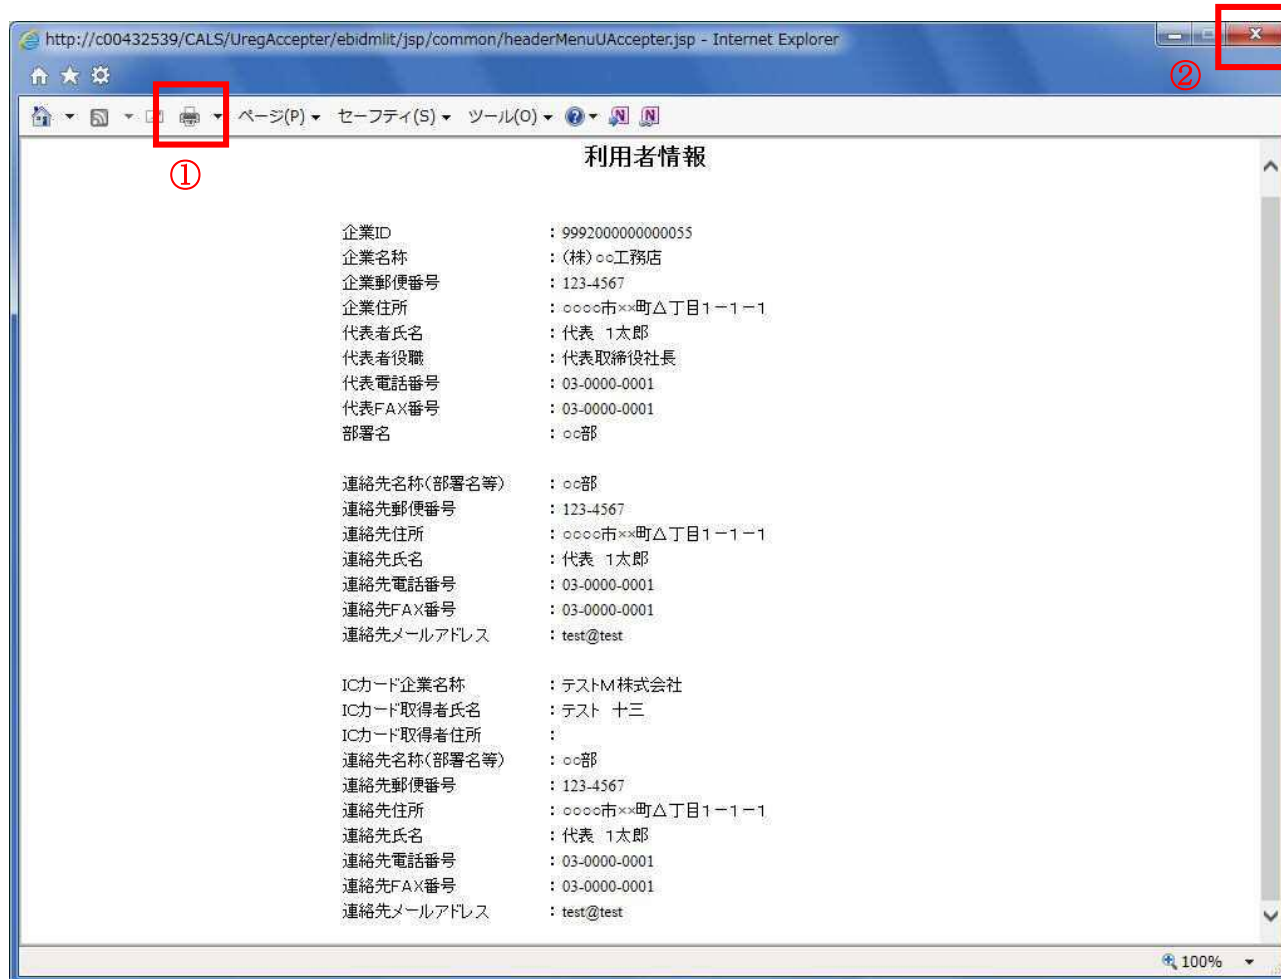 http://c00432539/CALS/UregAccepter/ebidmlit/jsp/common/headerMenuUAccepter.jsp - Internet Explorer
②
ページ(P) セーフティ(S) ツール(O)
①
利用者情報
企業ID : 9992000000000055
企業名称 : (株)○○工務店
企業郵便番号 : 123-4567
企業住所 : ○○○○市××町△丁目1-1-1
代表者氏名 : 代表 1太郎
代表者役職 : 代表取締役社長
代表電話番号 : 03-0000-0001
代表FAX番号 : 03-0000-0001
部署名 : ○○部
連絡先名称(部署名等) : ○○部
連絡先郵便番号 : 123-4567
連絡先住所 : ○○○○市××町△丁目1-1-1
連絡先氏名 : 代表 1太郎
連絡先電話番号 : 03-0000-0001
連絡先FAX番号 : 03-0000-0001
連絡先メールアドレス : test@test
ICカード企業名称 : テストM株式会社
ICカード取得者氏名 : テスト 十三
ICカード取得者住所 :
連絡先名称(部署名等) : ○○部
連絡先郵便番号 : 123-4567
連絡先住所 : ○○○○市××町△丁目1-1-1
連絡先氏名 : 代表 1太郎
連絡先電話番号 : 03-0000-0001
連絡先FAX番号 : 03-0000-0001
連絡先メールアドレス : test@test
100%